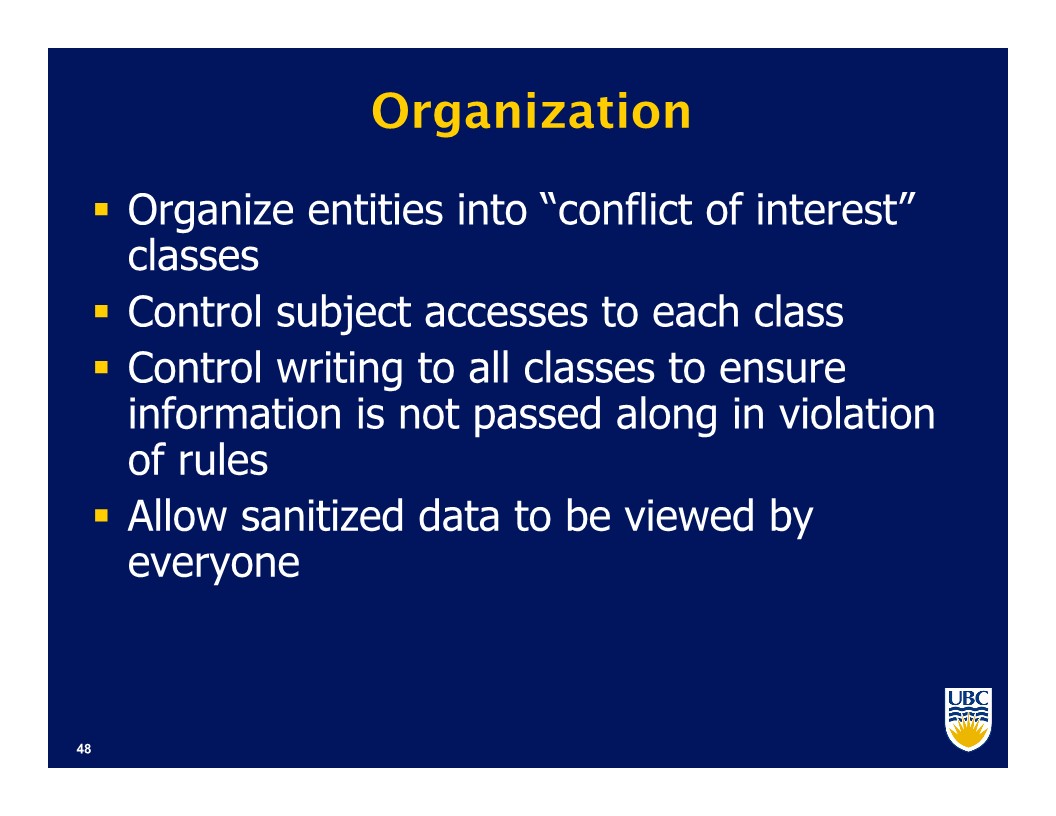 Organization
▪ Organize entities into “conflict of interest”
classes
▪ Control subject accesses to each class
▪ Control writing to all classes to ensure
information is not passed along in violation
of rules
▪ Allow sanitized data to be viewed by
everyone
UBC
48